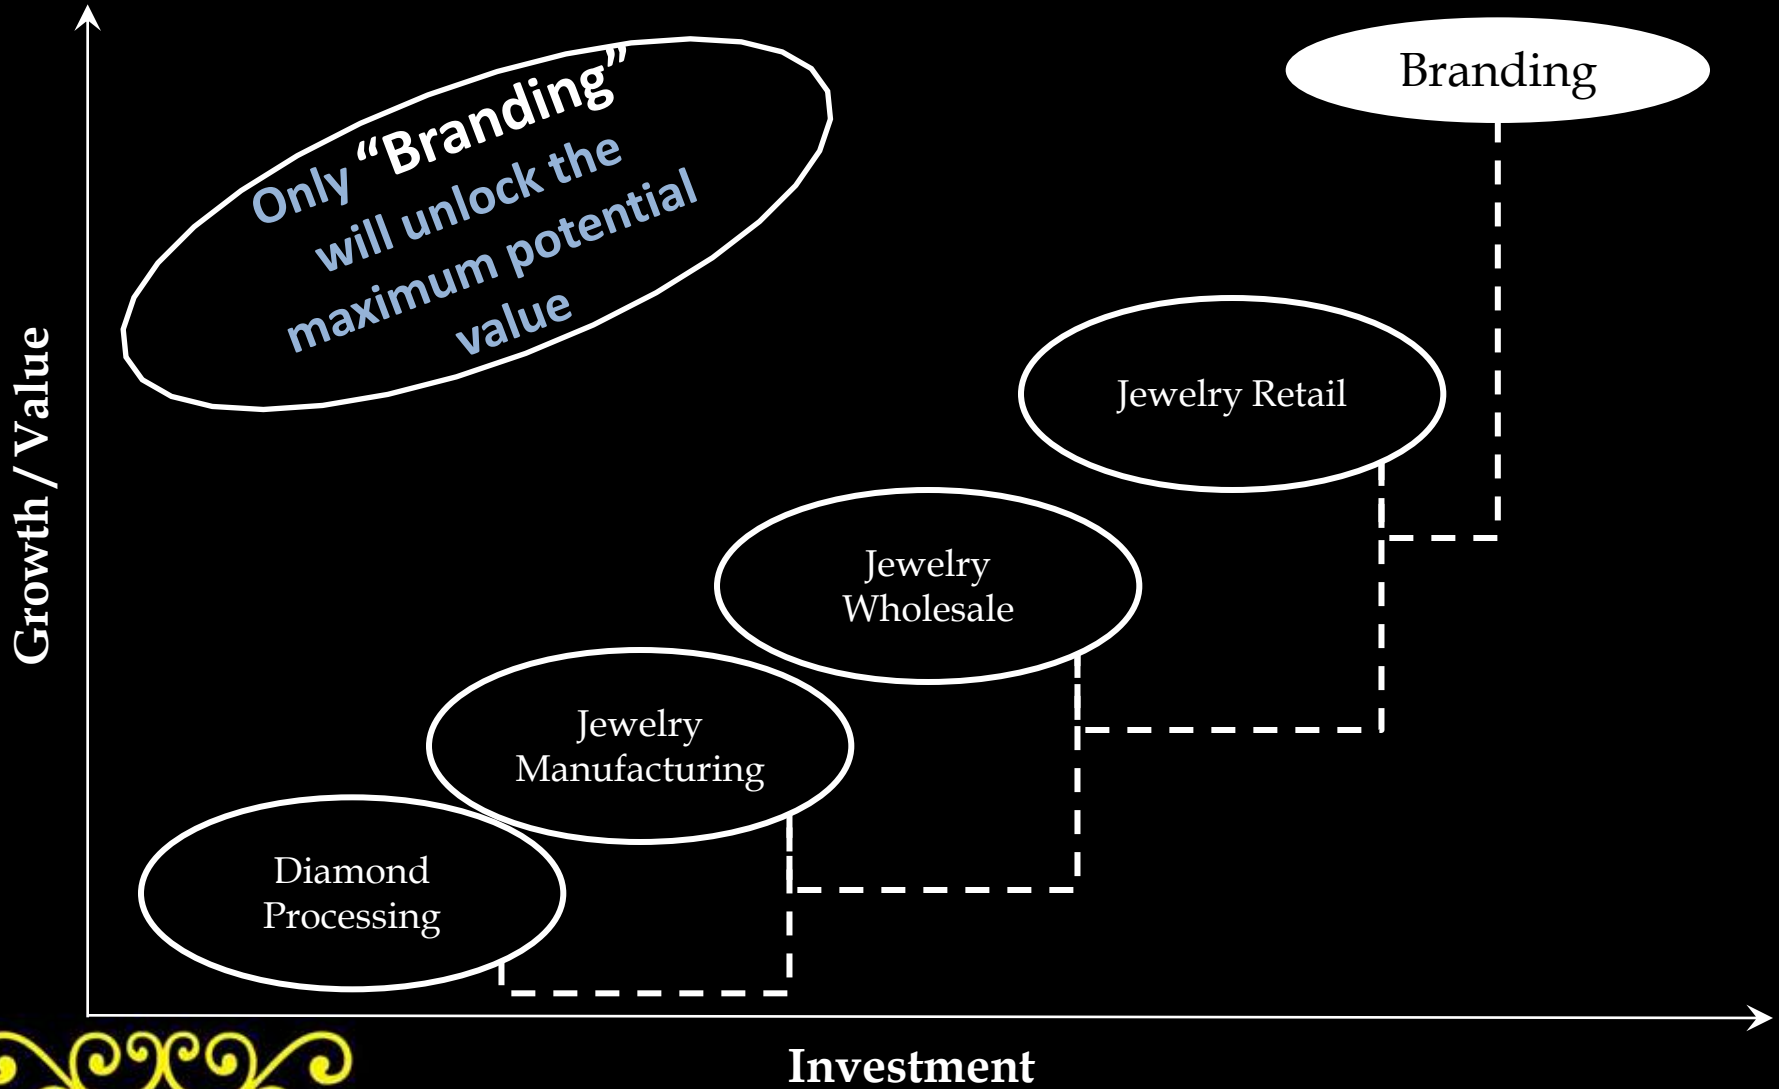 Only “Branding”
will unlock the
maximum potential
value
Branding
Jewelry Retail
Jewelry
Wholesale
Jewelry
Manufacturing
Diamond
Processing
Growth / Value
Investment